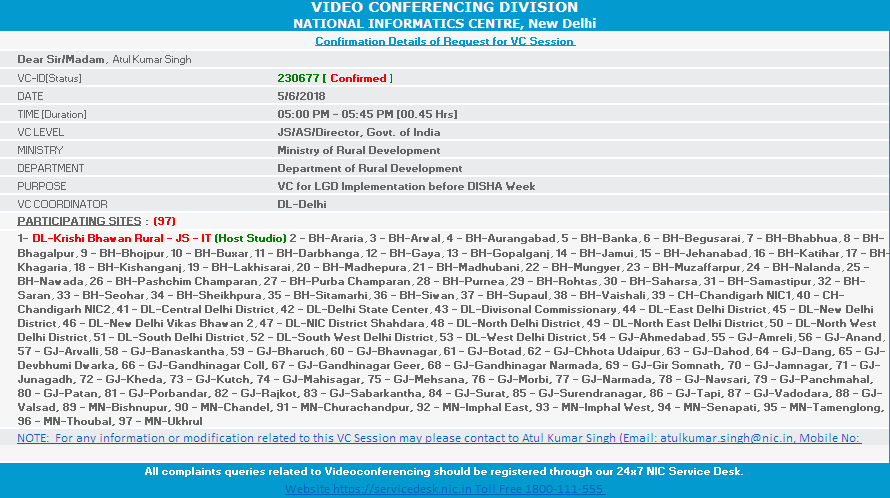 VIDEO CONFERENCING DIVISION
NATIONAL INFORMATICS CENTRE, New Delhi
Confirmation Details of Request for VC Session
Dear Sir/Madam, Atul Kumar Singh
VC-ID[Status] 230677 [ Confirmed ]
DATE 5/6/2018
TIME [Duration] 05:00 PM - 05:45 PM [00.45 Hrs]
VC LEVEL JS/AS/Director, Govt. of India
MINISTRY Ministry of Rural Development
DEPARTMENT Department of Rural Development
PURPOSE VC for LGD Implementation before DISHA Week
VC COORDINATOR DL-Delhi
PARTICIPATING SITES : (97)
1- DL-Krishi Bhawan Rural - JS - IT (Host Studio) 2 - BH-Araria, 3 - BH-Arwal, 4 - BH-Aurangabad, 5 - BH-Banka, 6 - BH-Begusarai, 7 - BH-Bhabhua, 8 - BH-
Bhagalpur, 9 - BH-Bhojpur, 10 - BH-Buxar, 11 - BH-Darbhanga, 12 - BH-Gaya, 13 - BH-Gopalganj, 14 - BH-Jamui, 15 - BH-Jehanabad, 16 - BH-Katihar, 17 - BH-
Khagaria, 18 - BH-Kishanganj, 19 - BH-Lakhisarai, 20 - BH-Madhepura, 21 - BH-Madhubani, 22 - BH-Mungyer, 23 - BH-Muzaffarpur, 24 - BH-Nalanda, 25 -
BH-Nawada, 26 - BH-Pashchim Champaran, 27 - BH-Purba Champaran, 28 - BH-Purnea, 29 - BH-Rohtas, 30 - BH-Saharsa, 31 - BH-Samastipur, 32 - BH-
Saran, 33 - BH-Seohar, 34 - BH-Sheikhpura, 35 - BH-Sitamarhi, 36 - BH-Siwan, 37 - BH-Supaul, 38 - BH-Vaishali, 39 - CH-Chandigarh NIC1, 40 - CH-
Chandigarh NIC2, 41 - DL-Central Delhi District, 42 - DL-Delhi State Center, 43 - DL-Divisonal Commissionary, 44 - DL-East Delhi District, 45 - DL-New Delhi
District, 46 - DL-New Delhi Vikas Bhawan 2, 47 - DL-NIC District Shahdara, 48 - DL-North Delhi District, 49 - DL-North East Delhi District, 50 - DL-North West
Delhi District, 51 - DL-South Delhi District, 52 - DL-South West Delhi District, 53 - DL-West Delhi District, 54 - GJ-Ahmedabad, 55 - GJ-Amreli, 56 - GJ-Anand,
57 - GJ-Arvalli, 58 - GJ-Banaskantha, 59 - GJ-Bharuch, 60 - GJ-Bhavnagar, 61 - GJ-Botad, 62 - GJ-Chhota Udaipur, 63 - GJ-Dahod, 64 - GJ-Dang, 65 - GJ-
Devbhumi Dwarka, 66 - GJ-Gandhinagar Coll, 67 - GJ-Gandhinagar Geer, 68 - GJ-Gandhinagar Narmada, 69 - GJ-Gir Somnath, 70 - GJ-Jamnagar, 71 - GJ-
Junagadh, 72 - GJ-Kheda, 73 - GJ-Kutch, 74 - GJ-Mahisagar, 75 - GJ-Mehsana, 76 - GJ-Morbi, 77 - GJ-Narmada, 78 - GJ-Navsari, 79 - GJ-Panchmahal,
80 - GJ-Patan, 81 - GJ-Porbandar, 82 - GJ-Rajkot, 83 - GJ-Sabarkantha, 84 - GJ-Surat, 85 - GJ-Surendranagar, 86 - GJ-Tapi, 87 - GJ-Vadodara, 88 - GJ-
Valsad, 89 - MN-Bishnupur, 90 - MN-Chandel, 91 - MN-Churachandpur, 92 - MN-Imphal East, 93 - MN-Imphal West, 94 - MN-Senapati, 95 - MN-Tamenglong,
96 - MN-Thoubal, 97 - MN-Ukhrul
NOTE: For any information or modification related to this VC Session may please contact to Atul Kumar Singh (Email: atulkumar.singh@nic.in, Mobile No:
All complaints queries related to Videoconferencing should be registered through our 24x7 NIC Service Desk.
Website:https://servicedesk.nic.in Toll Free 1800-111-555